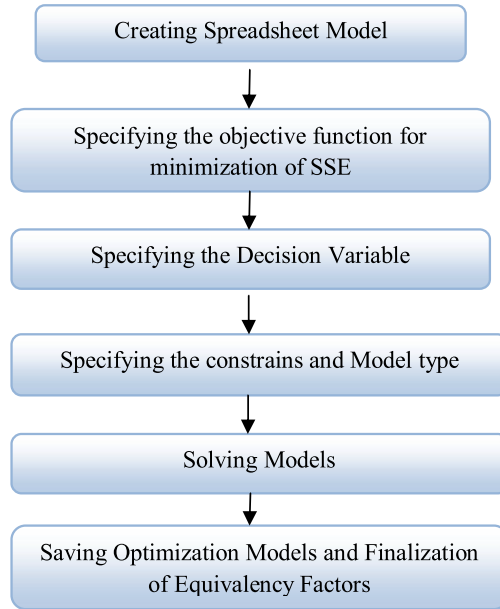 Creating Spreadsheet Model
Specifying the objective function for
minimization of SSE
Specifying the Decision Variable
Specifying the constrains and Model type
Solving Models
Saving Optimization Models and Finalization
of Equivalency Factors